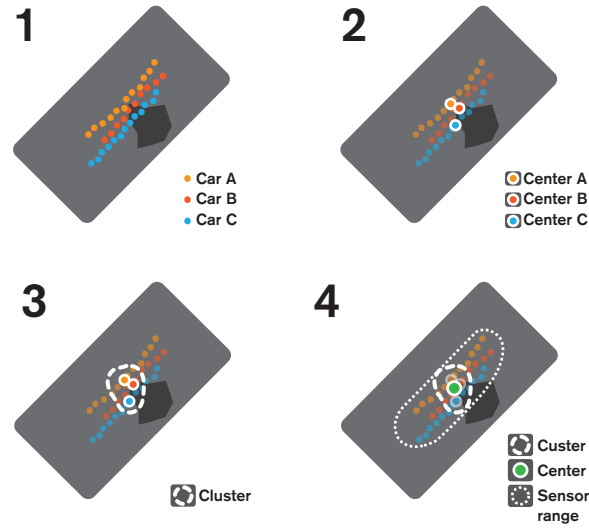 1
Car A
Car B
Car C
2
Center A
Center B
Center C
3
Cluster
4
Custer
Center
Sensor
range